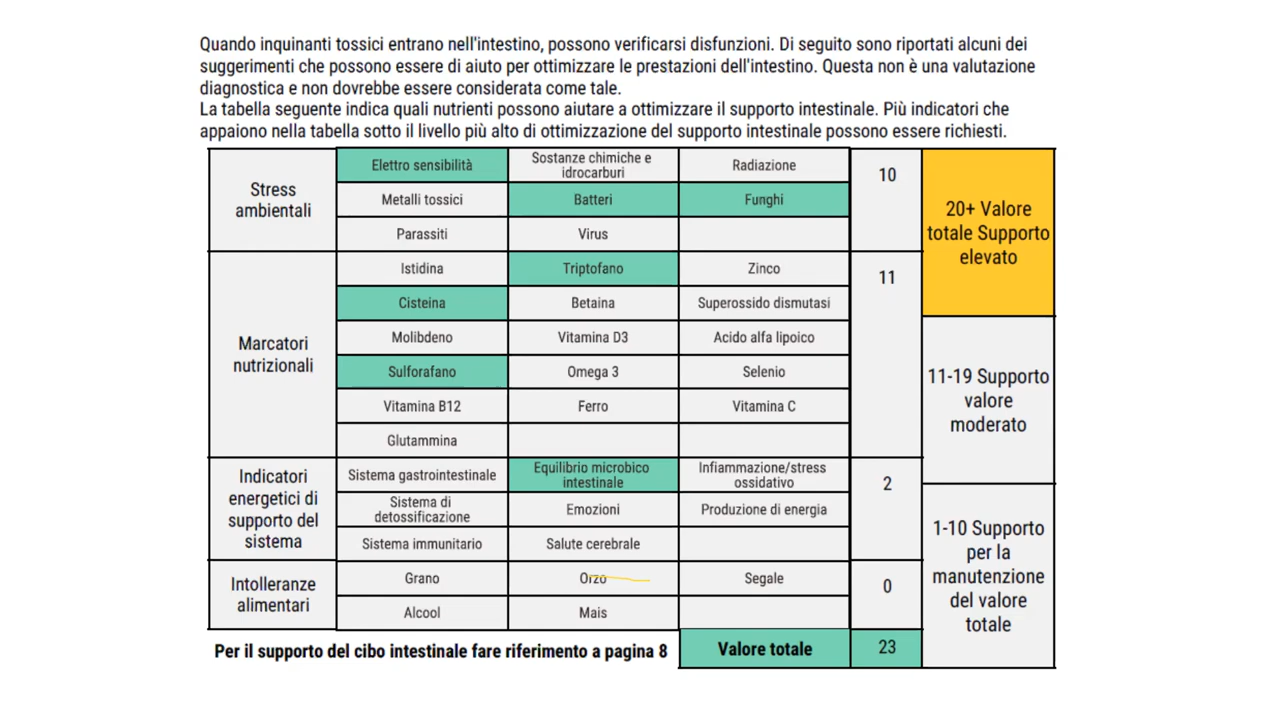 Quando inquinanti tossici entrano nell'intestino, possono verificarsi disfunzioni. Di seguito sono riportati alcuni dei
suggerimenti che possono essere di aiuto per ottimizzare le prestazioni dell'intestino. Questa non è una valutazione
diagnostica e non dovrebbe essere considerata come tale.
La tabella seguente indica quali nutrienti possono aiutare a ottimizzare il supporto intestinale. Più indicatori che
appaiono nella tabella sotto il livello più alto di ottimizzazione del supporto intestinale possono essere richiesti.
Stress
ambientali
Elettro sensibilità
Sostanze chimiche e
idrocarburi
Radiazione
Metalli tossici
Batteri
Funghi
Parassiti
Virus
10
Marcatori
nutrizionali
Istidina
Triptofano
Zinco
Cisteina
Betaina
Superossido dismutasi
Molibdeno
Vitamina D3
Acido alfa lipoico
Sulforafano
Omega 3
Selenio
Vitamina B12
Ferro
Vitamina C
Glutammina
11
Indicatori
energetici di
supporto del
sistema
Sistema gastrointestinale
Equilibrio microbico
intestinale
Infiammazione/stress
ossidativo
Sistema di
detossificazione
Emozioni
Produzione di energia
Sistema immunitario
Salute cerebrale
2
Intolleranze
alimentari
Grano
Orzo
Segale
Alcool
Mais
0
20+ Valore
totale Supporto
elevato
11-19 Supporto
valore
moderato
1-10 Supporto
per la
manutenzione
del valore
totale
Per il supporto del cibo intestinale fare riferimento a pagina 8
Valore totale
23